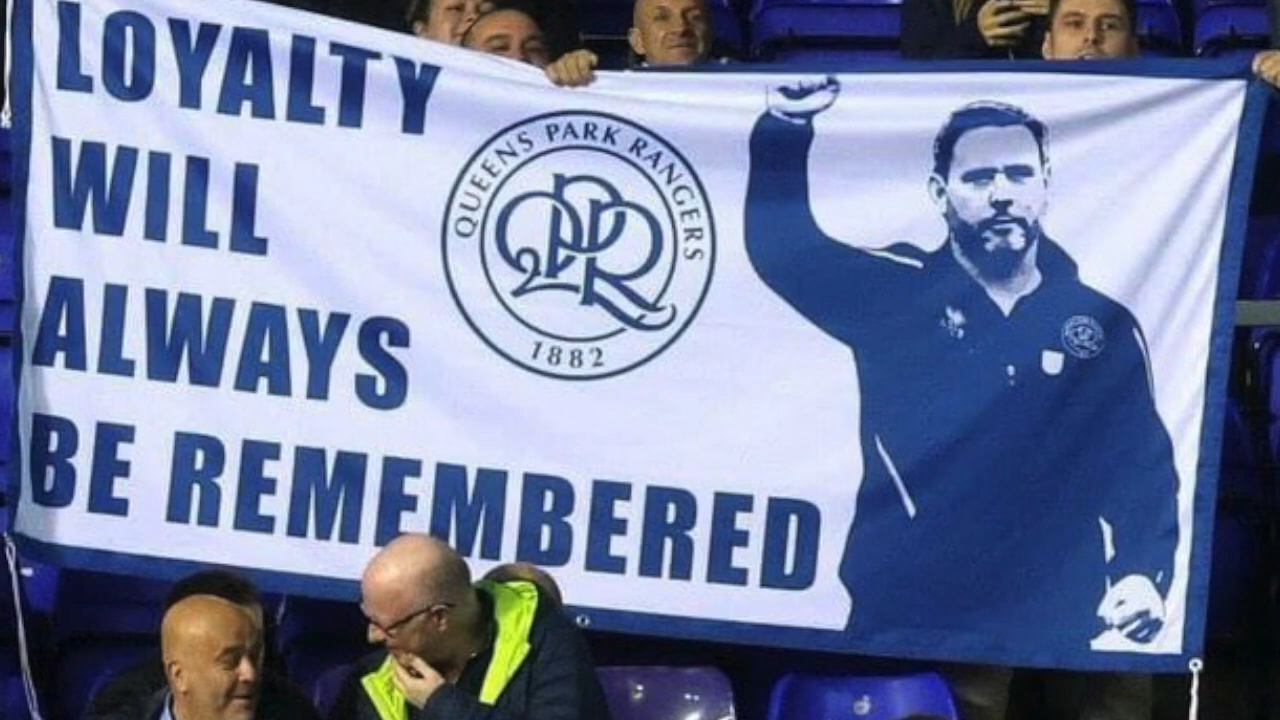 LOYALTY
WILL
ALWAYS
BE REMEMBERED
QUEENS PARK RANGERS
QPR
1882